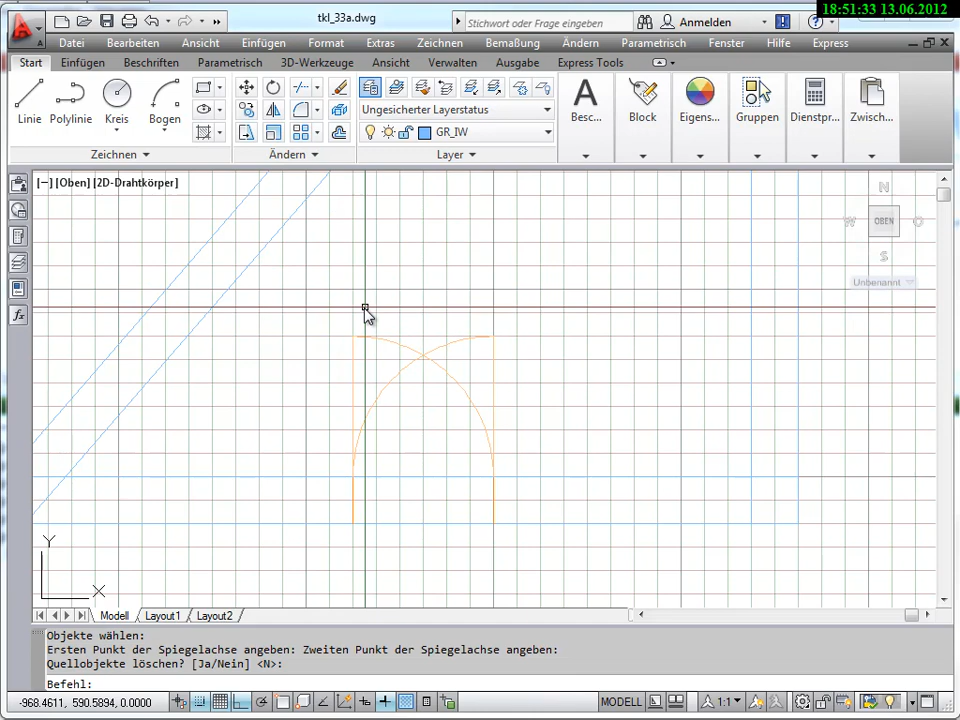 18:51:33 13.06.2012
tkl_33a.dwg
Stichwort oder Frage eingeben
Anmelden
Datei Bearbeiten Ansicht Einfügen Format Extras Zeichnen Bemaßung Ändern Parametrisch Fenster Hilfe Express
Start Einfügen Beschriften Parametrisch 3D-Werkzeuge Ansicht Verwalten Ausgabe Express Tools
Linie Polylinie Kreis Bogen
Ungesicherter Layerstatus
GR_IW
Besc... Block Eigens... Gruppen Dienstpr... Zwisch...
Zeichnen Ändern Layer
[−] [Oben] [2D-Drahtkörper]
N
W OBEN O
S
Unbenannt
Y
X
Modell Layout1 Layout2
Objekte wählen:
Ersten Punkt der Spiegelachse angeben: Zweiten Punkt der Spiegelachse angeben:
Quellobjekte löschen? [Ja/Nein] <N>:
Befehl:
-968.4611, 590.5894, 0.0000
MODELL
1:1